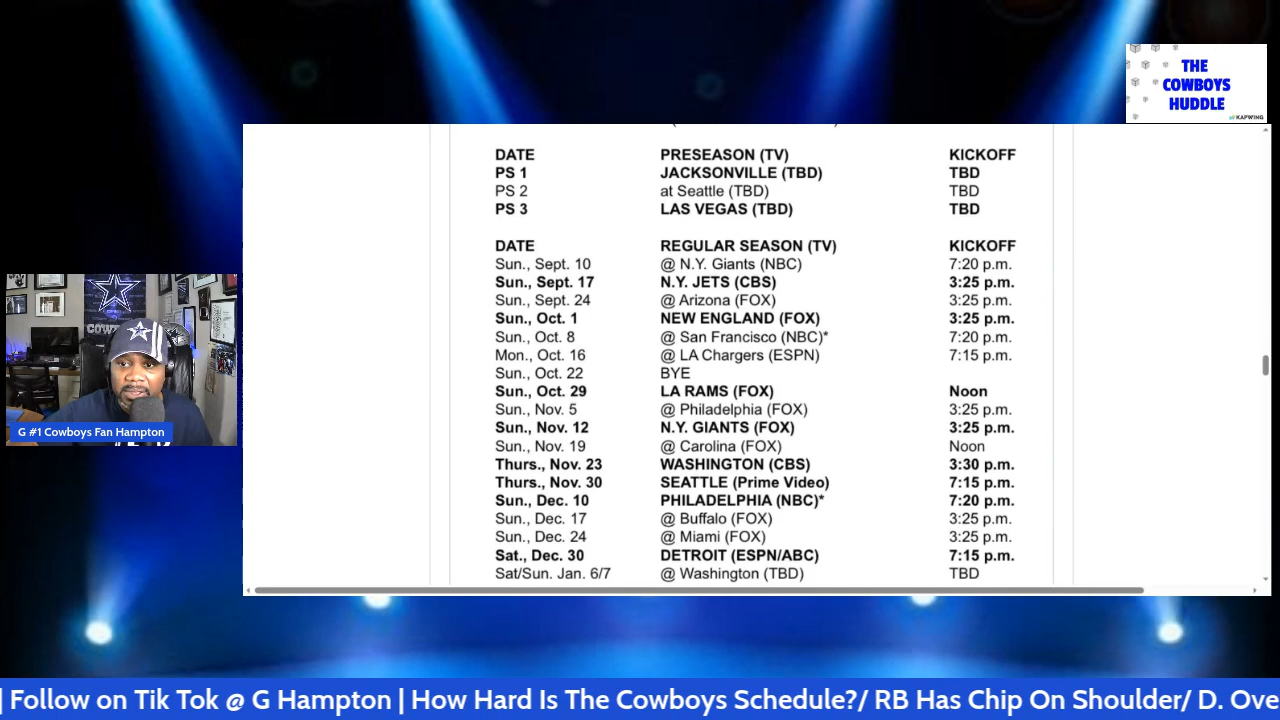 THE
COWBOYS
HUDDLE
KAPWING
DATE PRESEASON (TV) KICKOFF
PS 1 JACKSONVILLE (TBD) TBD
PS 2 at Seattle (TBD) TBD
PS 3 LAS VEGAS (TBD) TBD
DATE REGULAR SEASON (TV) KICKOFF
Sun., Sept. 10 @ N.Y. Giants (NBC) 7:20 p.m.
Sun., Sept. 17 N.Y. JETS (CBS) 3:25 p.m.
Sun., Sept. 24 @ Arizona (FOX) 3:25 p.m.
Sun., Oct. 1 NEW ENGLAND (FOX) 3:25 p.m.
Sun., Oct. 8 @ San Francisco (NBC)* 7:20 p.m.
Mon., Oct. 16 @ LA Chargers (ESPN) 7:15 p.m.
Sun., Oct. 22 BYE
Sun., Oct. 29 LA RAMS (FOX) Noon
Sun., Nov. 5 @ Philadelphia (FOX) 3:25 p.m.
Sun., Nov. 12 N.Y. GIANTS (FOX) 3:25 p.m.
Sun., Nov. 19 @ Carolina (FOX) Noon
Thurs., Nov. 23 WASHINGTON (CBS) 3:30 p.m.
Thurs., Nov. 30 SEATTLE (Prime Video) 7:15 p.m.
Sun., Dec. 10 PHILADELPHIA (NBC)* 7:20 p.m.
Sun., Dec. 17 @ Buffalo (FOX) 3:25 p.m.
Sun., Dec. 24 @ Miami (FOX) 3:25 p.m.
Sat., Dec. 30 DETROIT (ESPN/ABC) 7:15 p.m.
Sat/Sun. Jan. 6/7 @ Washington (TBD) TBD
G #1 Cowboys Fan Hampton
| Follow on Tik Tok @ G Hampton | How Hard Is The Cowboys Schedule?/ RB Has Chip On Shoulder/ D. Ove